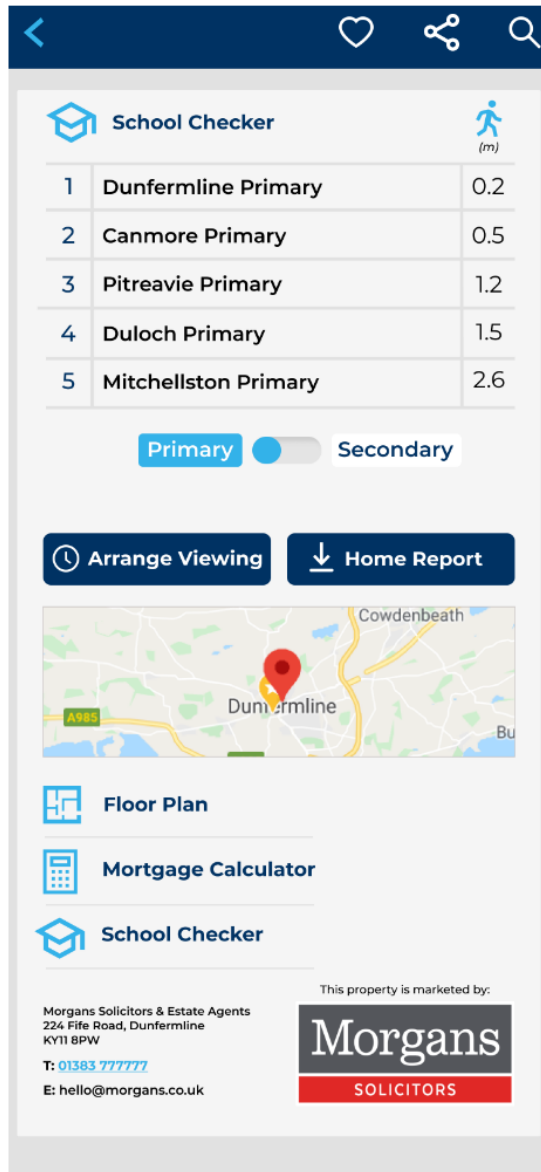 School Checker
(m)
1 Dunfermline Primary 0.2
2 Canmore Primary 0.5
3 Pitreavie Primary 1.2
4 Duloch Primary 1.5
5 Mitchellston Primary 2.6
Primary Secondary
Arrange Viewing Home Report
Cowdenbeath
Dunfermline
A985
Bu
Floor Plan
Mortgage Calculator
School Checker
This property is marketed by:
Morgans Solicitors & Estate Agents
224 Fife Road, Dunfermline
KY11 8PW
T: 01383 777777
E: hello@morgans.co.uk
Morgans
SOLICITORS